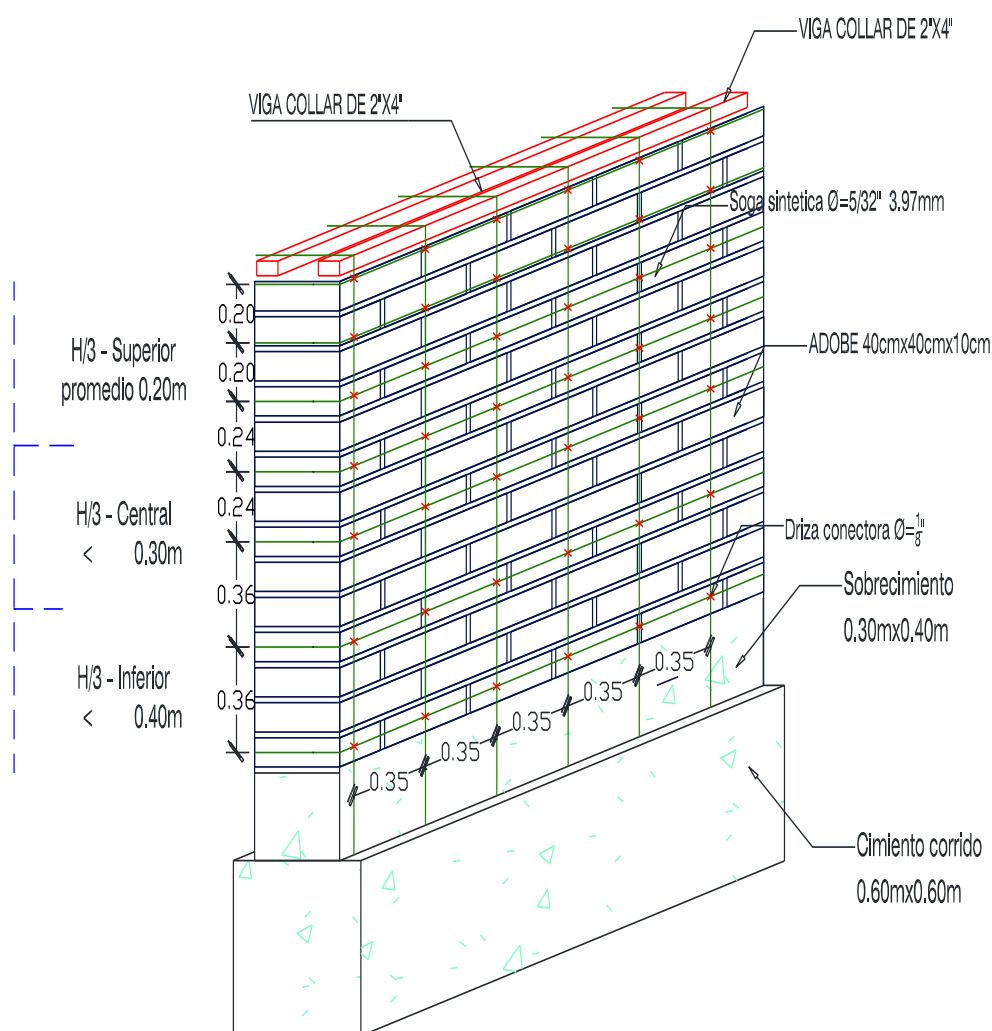 VIGA COLLAR DE 2"X4"
VIGA COLLAR DE 2"X4"
Soga sintetica Ø=5/32" 3.97mm
ADOBE 40cmx40cmx10cm
H/3 - Superior
promedio 0.20m
0.20
0.20
0.24
H/3 - Central
< 0.30m
0.24
Driza conectora Ø=1/8"
Sobrecimiento
0.30mx0.40m
0.36
H/3 - Inferior
< 0.40m
0.36
0.35
0.35
0.35
0.35
0.35
Cimiento corrido
0.60mx0.60m